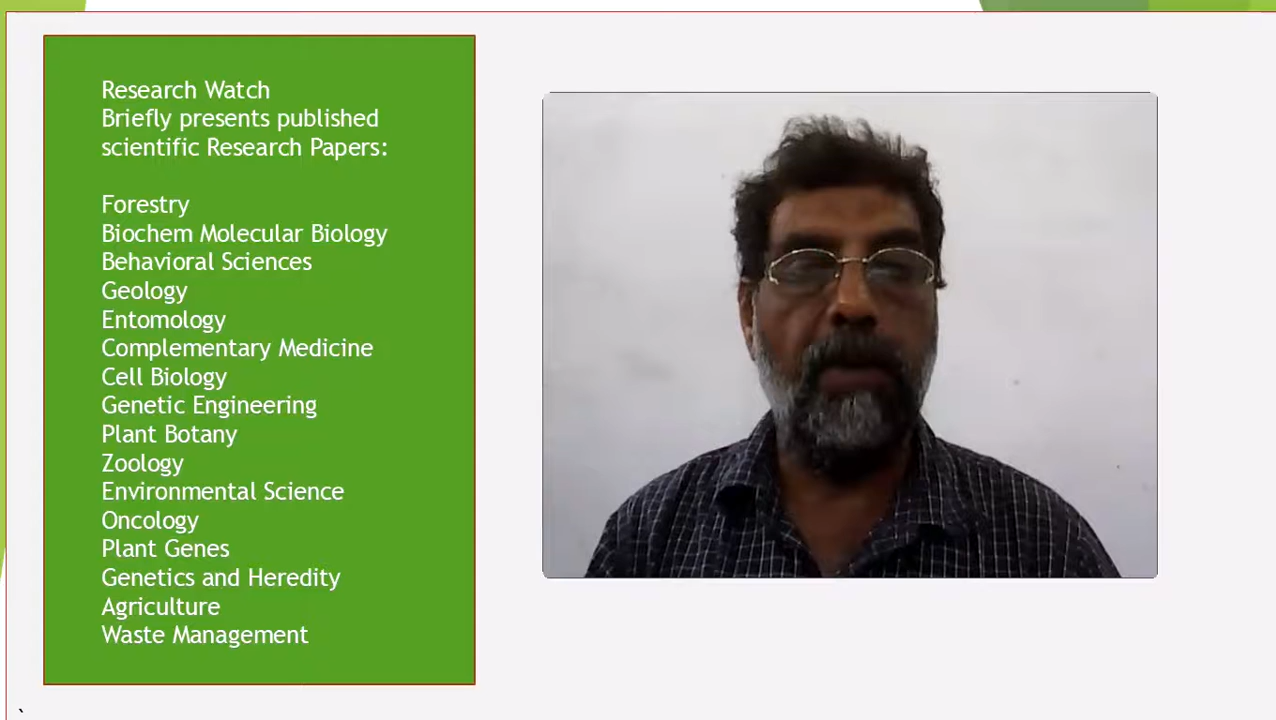 Research Watch
Briefly presents published
scientific Research Papers:
Forestry
Biochem Molecular Biology
Behavioral Sciences
Geology
Entomology
Complementary Medicine
Cell Biology
Genetic Engineering
Plant Botany
Zoology
Environmental Science
Oncology
Plant Genes
Genetics and Heredity
Agriculture
Waste Management
`